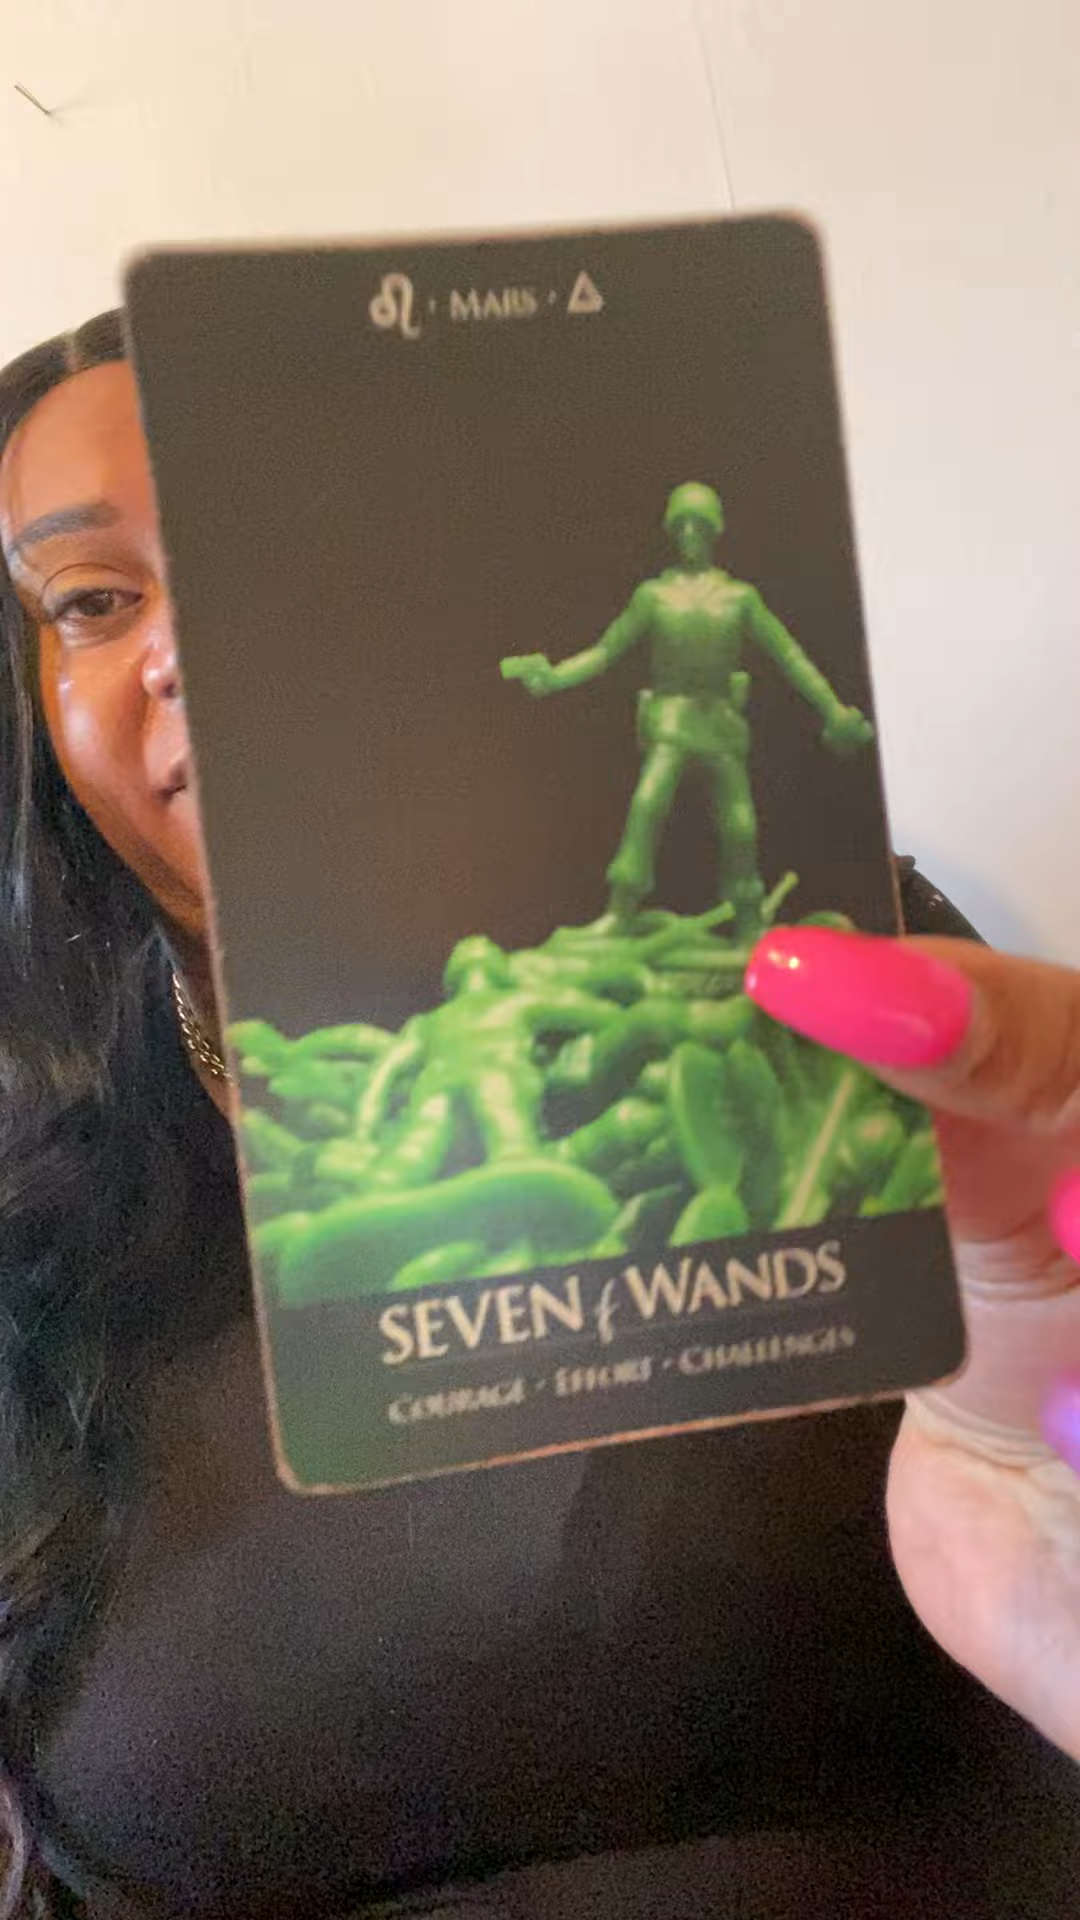 ♌ · MARS · 🜂
SEVEN of WANDS
COURAGE · EFFORT · CHALLENGES